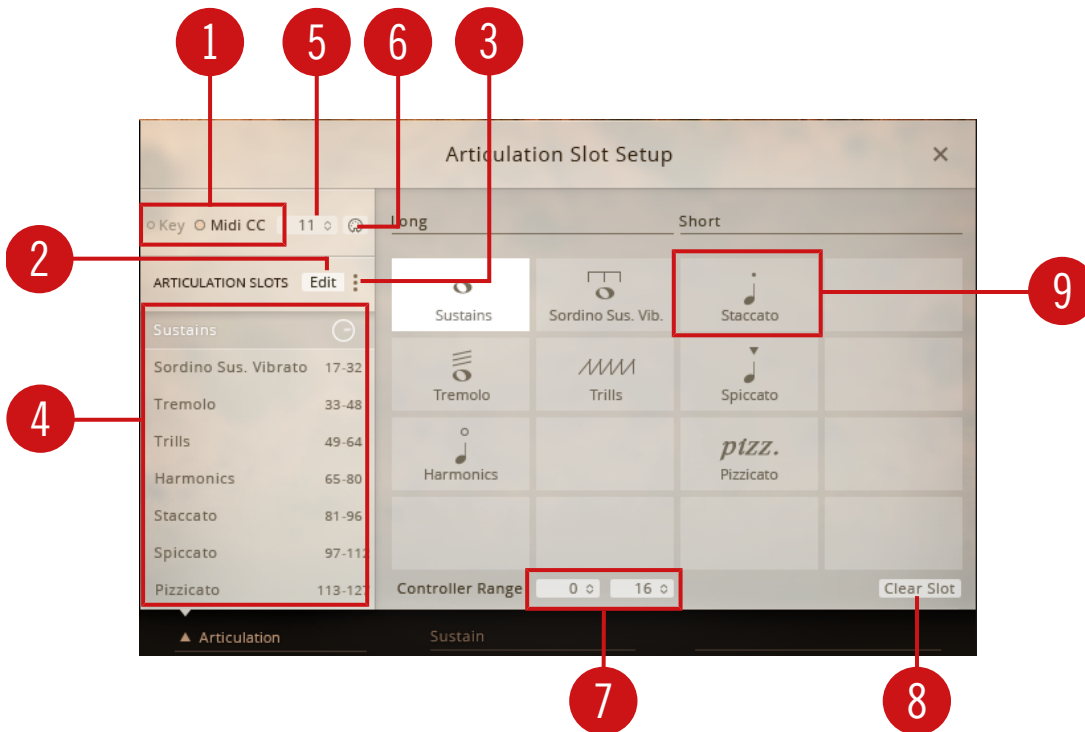 1 5 6 3
Articulation Slot Setup
Key Midi CC 11
Long Short
2
ARTICULATION SLOTS Edit
9
Sustains
Sordino Sus. Vibrato 17-32
Tremolo 33-48
Trills 49-64
Harmonics 65-80
Staccato 81-96
Spiccato 97-112
Pizzicato 113-127
4
Sustains Sordino Sus. Vib. Staccato
Tremolo Trills Spiccato
pizz.
Harmonics Pizzicato
Controller Range 0 16 Clear Slot
Articulation Sustain
7 8